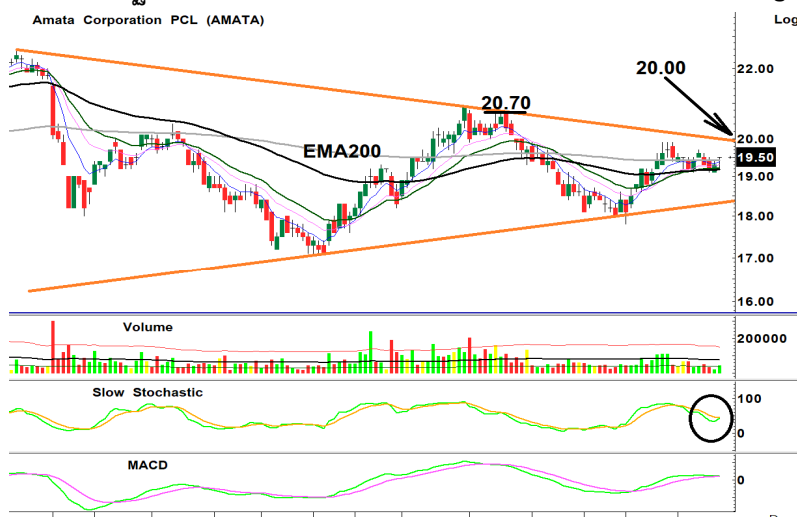 Amata Corporation PCL (AMATA)
Log
22.00
20.00
20.70
20.00
EMA200
19.50
19.00
18.00
17.00
16.00
Volume
200000
Slow Stochastic
100
0
MACD
0